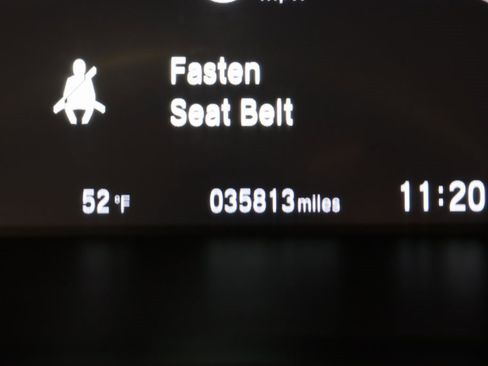 Fasten
Seat Belt
52 °F 035813 miles 11:20